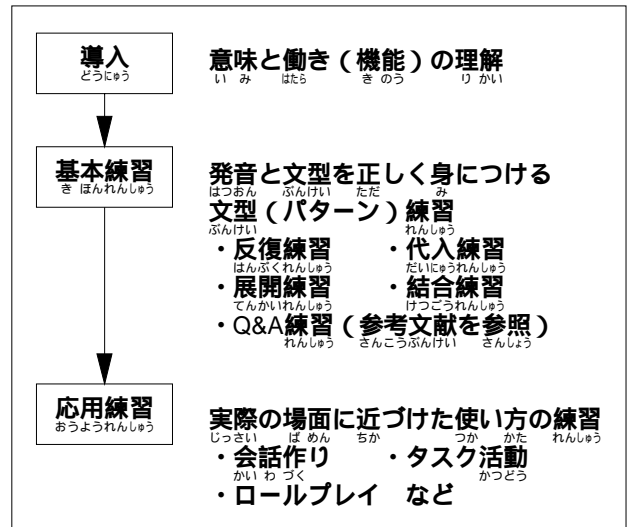 導入
どうにゅう
意味と働き(機能)の理解
いみ はたら きのう りかい
基本練習
きほんれんしゅう
発音と文型を正しく身につける
はつおん ぶんけい ただ み
文型(パターン)練習
ぶんけい れんしゅう
・反復練習 ・代入練習
はんぷくれんしゅう だいにゅうれんしゅう
・展開練習 ・結合練習
てんかいれんしゅう けつごうれんしゅう
・Q&A練習(参考文献を参照)
れんしゅう さんこうぶんけい さんしょう
応用練習
おうようれんしゅう
実際の場面に近づけた使い方の練習
じっさい ばめん ちか つか かた れんしゅう
・会話作り ・タスク活動
かいわづく かつどう
・ロールプレイ など